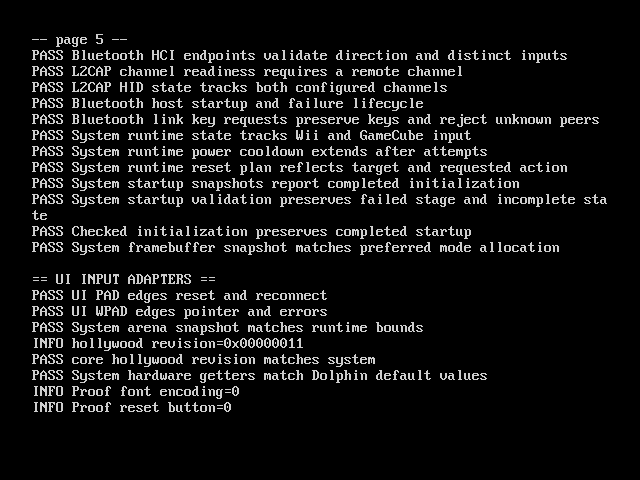 -- page 5 --
PASS Bluetooth HCI endpoints validate direction and distinct inputs
PASS L2CAP channel readiness requires a remote channel
PASS L2CAP HID state tracks both configured channels
PASS Bluetooth host startup and failure lifecycle
PASS Bluetooth link key requests preserve keys and reject unknown peers
PASS System runtime state tracks Wii and GameCube input
PASS System runtime power cooldown extends after attempts
PASS System runtime reset plan reflects target and requested action
PASS System startup snapshots report completed initialization
PASS System startup validation preserves failed stage and incomplete sta
te
PASS Checked initialization preserves completed startup
PASS System framebuffer snapshot matches preferred mode allocation
== UI INPUT ADAPTERS ==
PASS UI PAD edges reset and reconnect
PASS UI WPAD edges pointer and errors
PASS System arena snapshot matches runtime bounds
INFO hollywood revision=0x00000011
PASS core hollywood revision matches system
PASS System hardware getters match Dolphin default values
INFO Proof font encoding=0
INFO Proof reset button=0